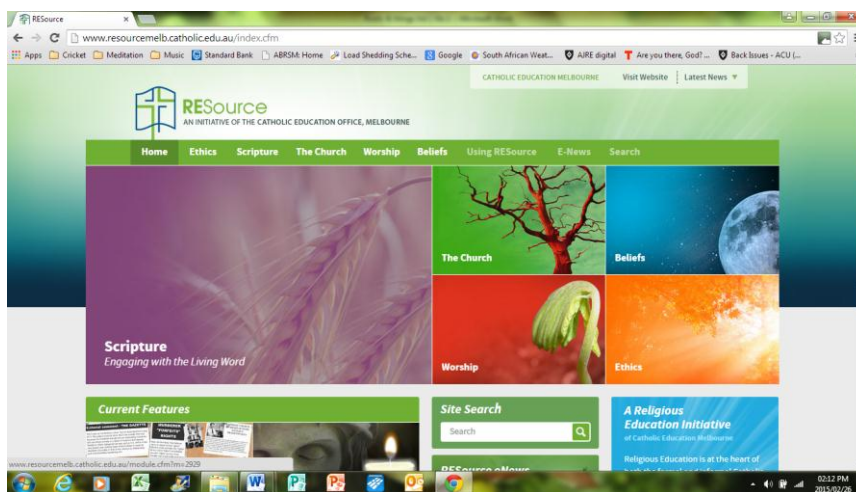 RESource
www.resourcemelb.catholic.edu.au/index.cfm
Apps Cricket Meditation Music Standard Bank ABRSM: Home Load Shedding Sche... Google South African Weat... AIRE digital Are you there, God? ... Back Issues - ACU (...
CATHOLIC EDUCATION MELBOURNE Visit Website Latest News
RESource
AN INITIATIVE OF THE CATHOLIC EDUCATION OFFICE, MELBOURNE
Home Ethics Scripture The Church Worship Beliefs Using RESource E-News Search
The Church
Beliefs
Scripture
Engaging with the Living Word
Worship
Ethics
Current Features
Site Search
Search
A Religious
Education Initiative
of Catholic Education Melbourne
Religious Education is at the heart of
RESource eNews
www.resourcemelb.catholic.edu.au/module.cfm?m=2929
02:12 PM
2015/02/26